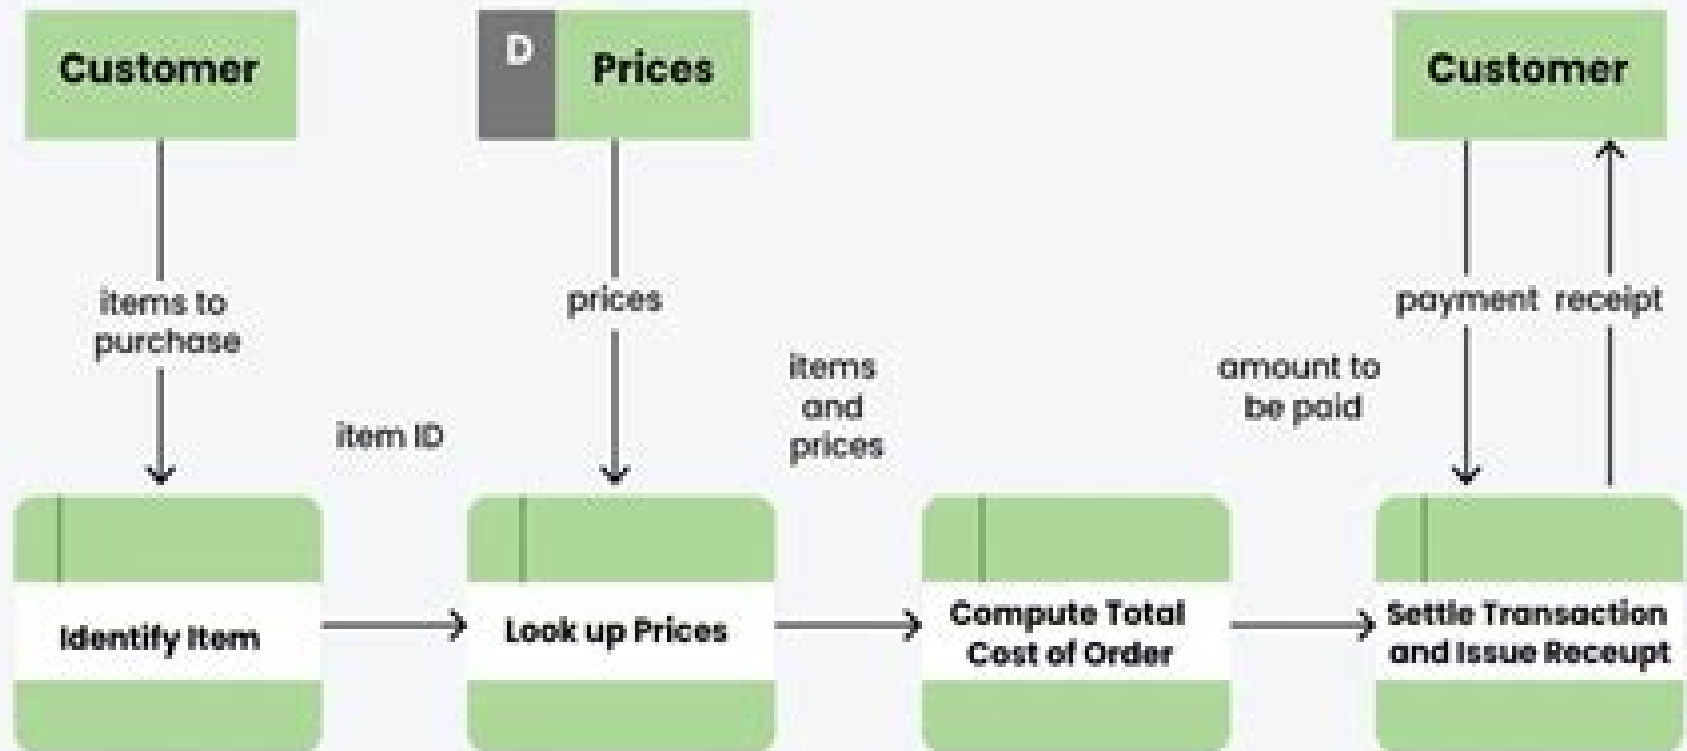 Customer
D
Prices
Customer
items to
purchase
prices
payment
receipt
item ID
items
and
prices
amount to
be paid
Identify Item
Look up Prices
Compute Total
Cost of Order
Settle Transaction
and Issue Receupt